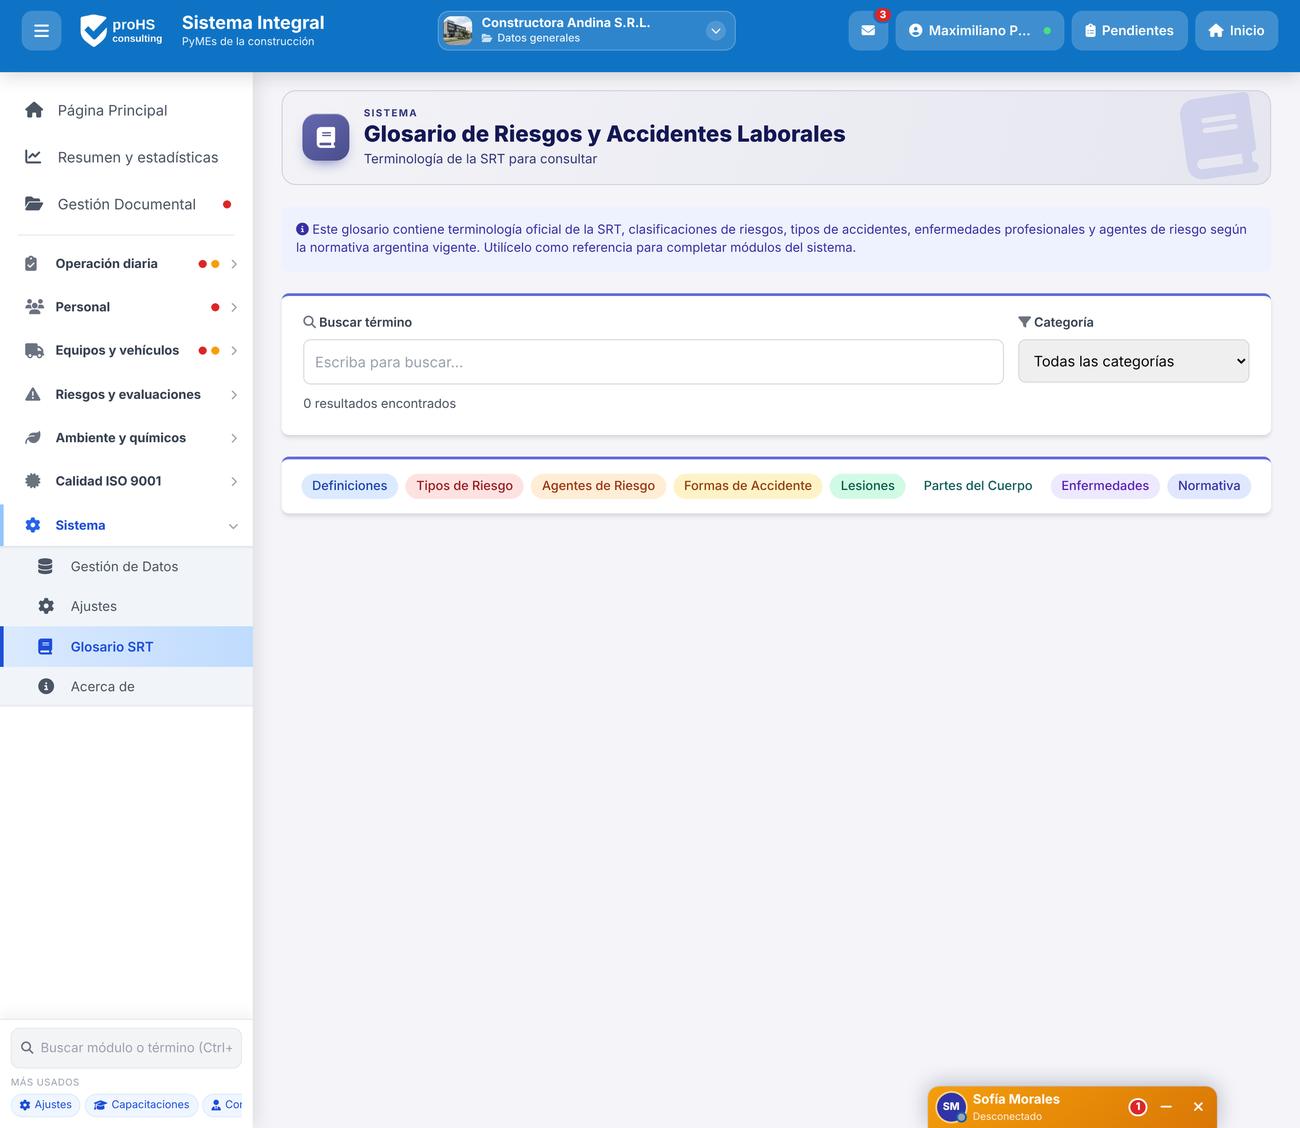 proHS
consulting
Sistema Integral
PyMEs de la construcción
Constructora Andina S.R.L.
Datos generales
3
Maximiliano P...
Pendientes
Inicio
Página Principal
Resumen y estadísticas
Gestión Documental
Operación diaria
Personal
Equipos y vehículos
Riesgos y evaluaciones
Ambiente y químicos
Calidad ISO 9001
Sistema
Gestión de Datos
Ajustes
Glosario SRT
Acerca de
Buscar módulo o término (Ctrl+
MÁS USADOS
Ajustes
Capacitaciones
Cor
SISTEMA
Glosario de Riesgos y Accidentes Laborales
Terminología de la SRT para consultar
Este glosario contiene terminología oficial de la SRT, clasificaciones de riesgos, tipos de accidentes, enfermedades profesionales y agentes de riesgo según
la normativa argentina vigente. Utilícelo como referencia para completar módulos del sistema.
Buscar término
Categoría
Escriba para buscar...
Todas las categorías
0 resultados encontrados
Definiciones Tipos de Riesgo Agentes de Riesgo Formas de Accidente Lesiones Partes del Cuerpo Enfermedades Normativa
SM
Sofía Morales
Desconectado
1